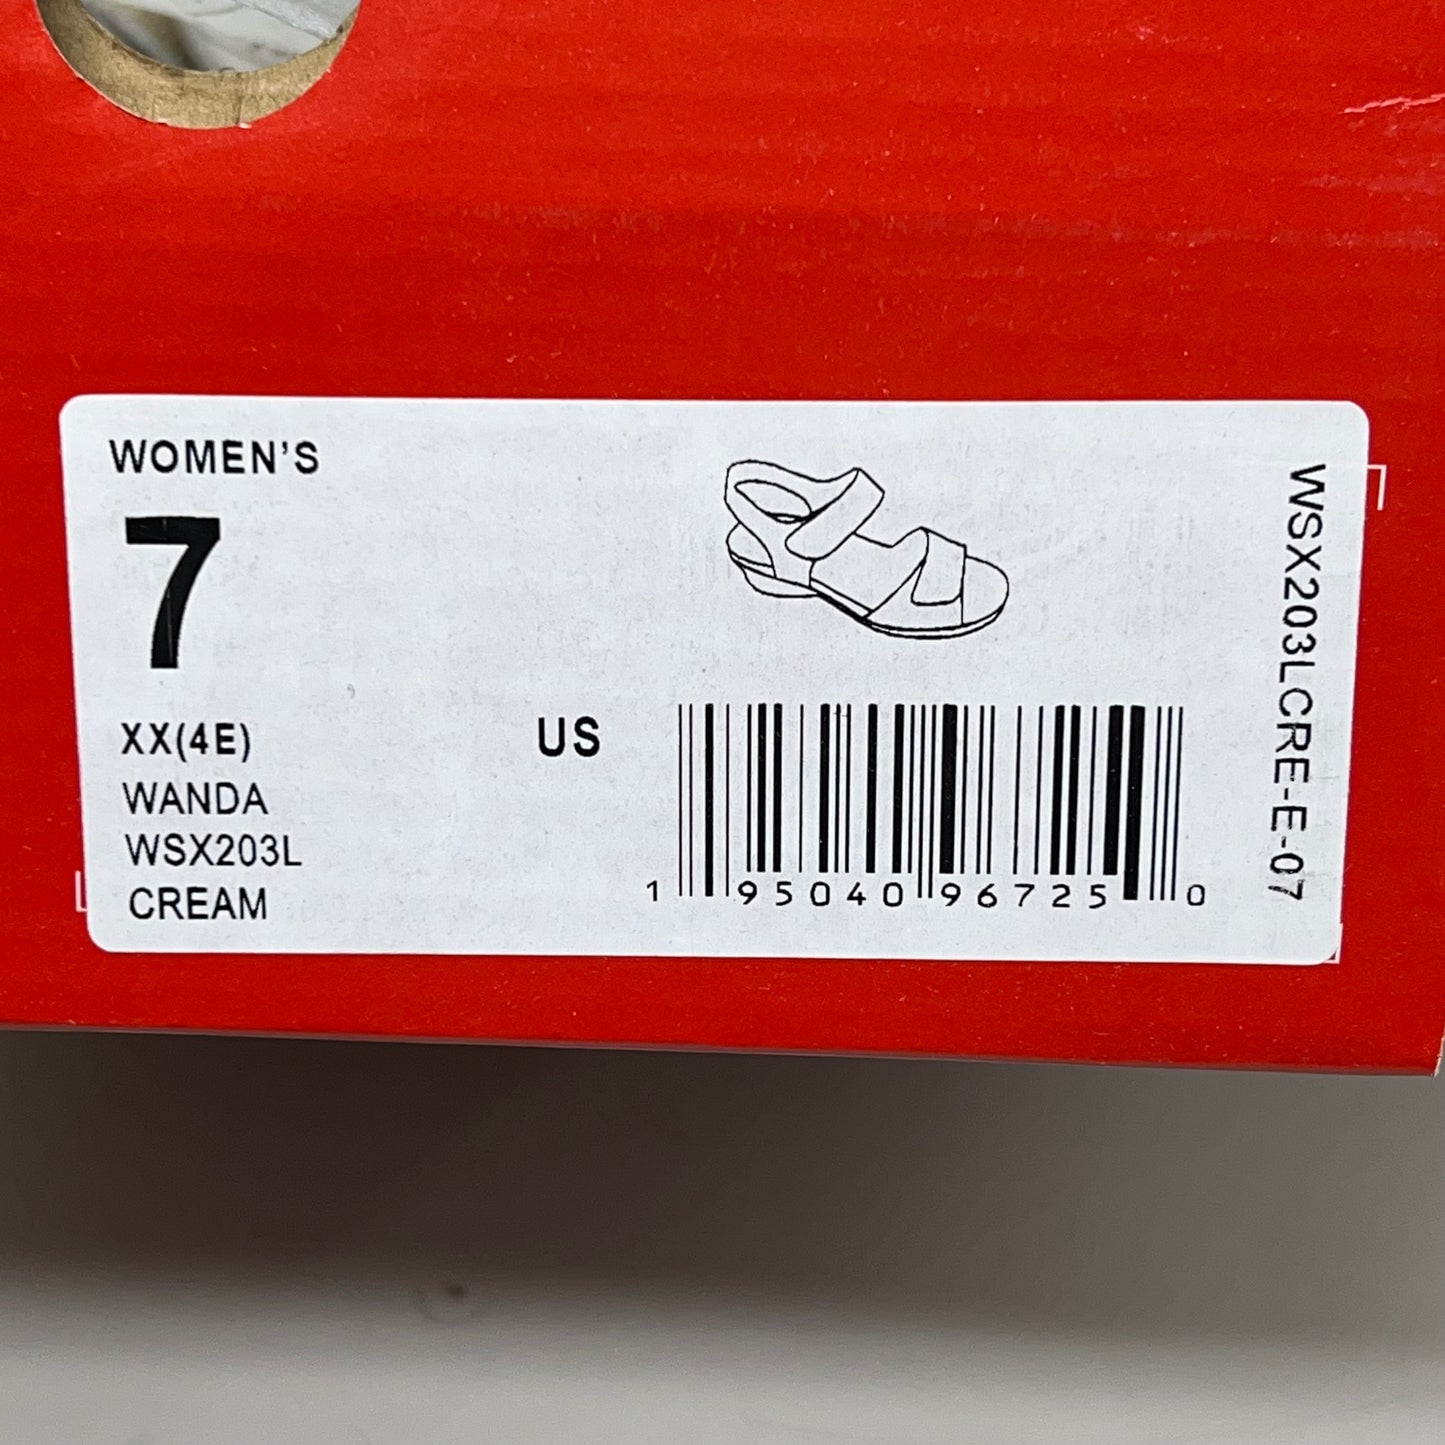 WOMEN'S
7
XX(4E)
US
WANDA
WSX203L
CREAM
1 95040 96725 0
WSX203LCRE-E-07